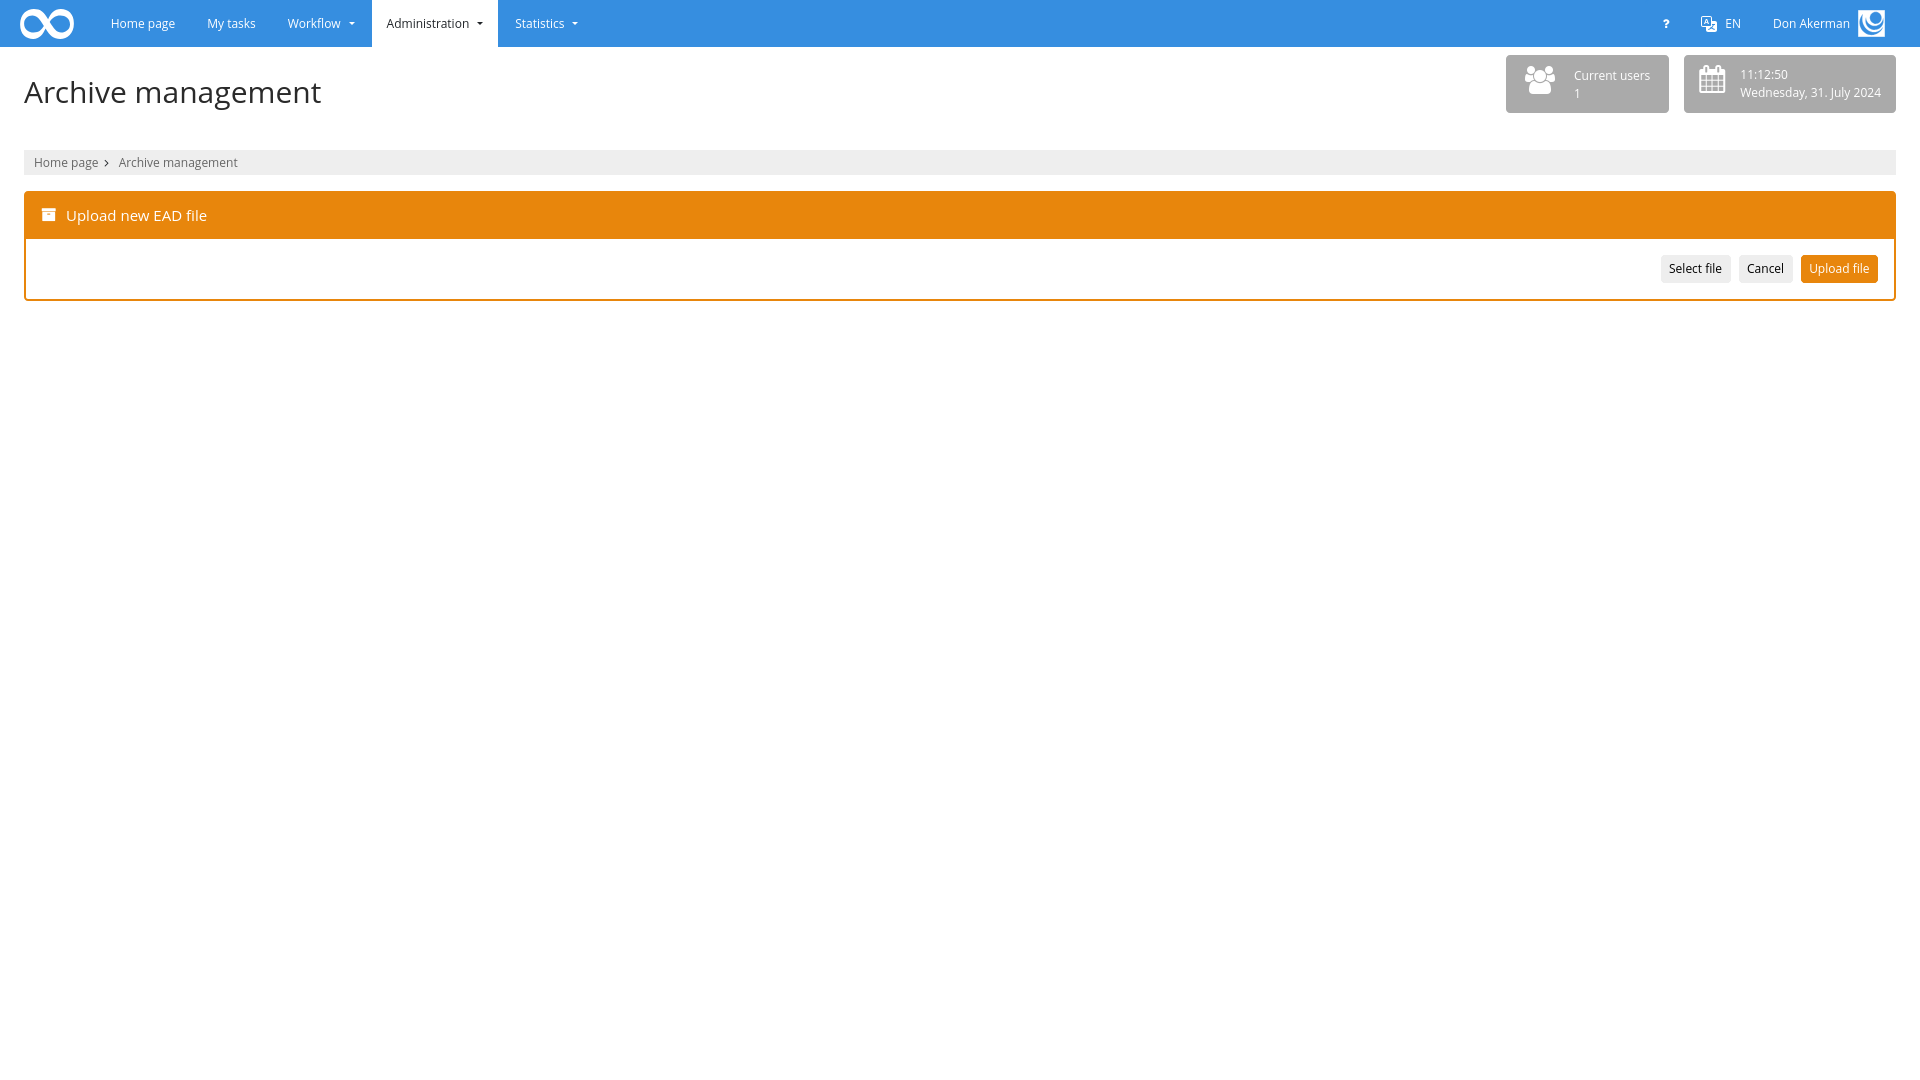 Home page
My tasks
Workflow
Administration
Statistics
?
EN
Don Akerman
Archive management
Current users
1
11:12:50
Wednesday, 31. July 2024
Home page
Archive management
Upload new EAD file
Select file
Cancel
Upload file